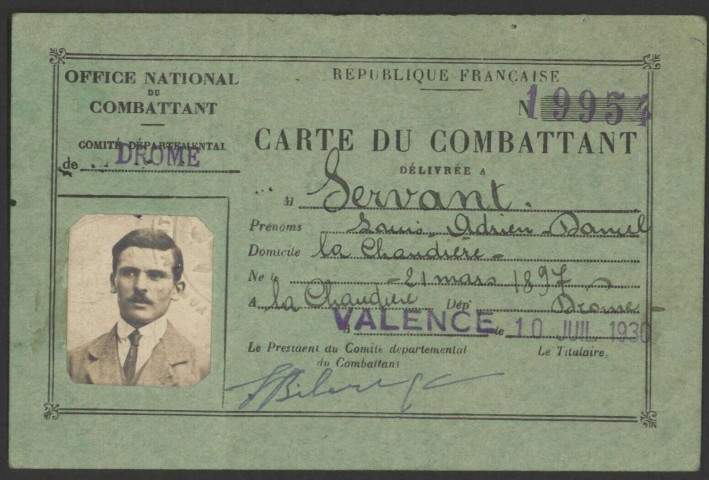 OFFICE NATIONAL
DU
COMBATTANT
COMITÉ DÉPARTEMENTAL
de DROME
RÉPUBLIQUE FRANÇAISE
N 19954
CARTE DU COMBATTANT
DÉLIVRÉE A
M Servant.
Prénoms Louis Adrien Daniel
Domicile la Chaudière
Né le 21 mars 1897
A la Chaudière Dép^t Drome
VALENCE le 10 JUIL 1930
Le Président du Comité départemental
du Combattant
Le Titulaire,